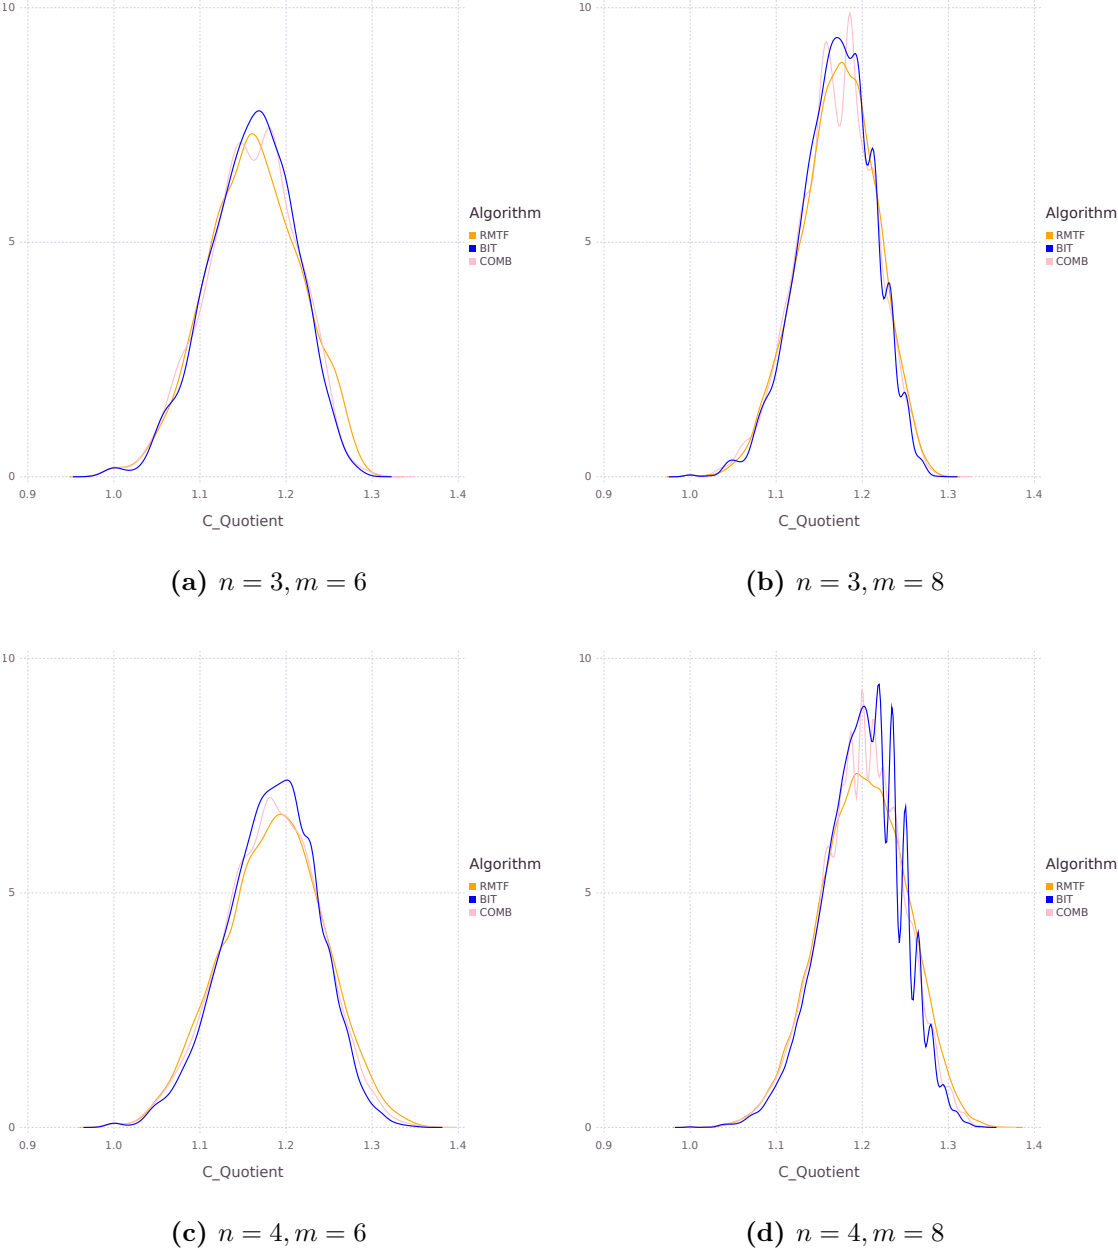 10
5
0
0.9 1.0 1.1 1.2 1.3 1.4
C_Quotient
Algorithm
RMTF
BIT
COMB
(a) n = 3, m = 6
10
5
0
0.9 1.0 1.1 1.2 1.3 1.4
C_Quotient
Algorithm
RMTF
BIT
COMB
(b) n = 3, m = 8
10
5
0
0.9 1.0 1.1 1.2 1.3 1.4
C_Quotient
Algorithm
RMTF
BIT
COMB
(c) n = 4, m = 6
10
5
0
0.9 1.0 1.1 1.2 1.3 1.4
C_Quotient
Algorithm
RMTF
BIT
COMB
(d) n = 4, m = 8